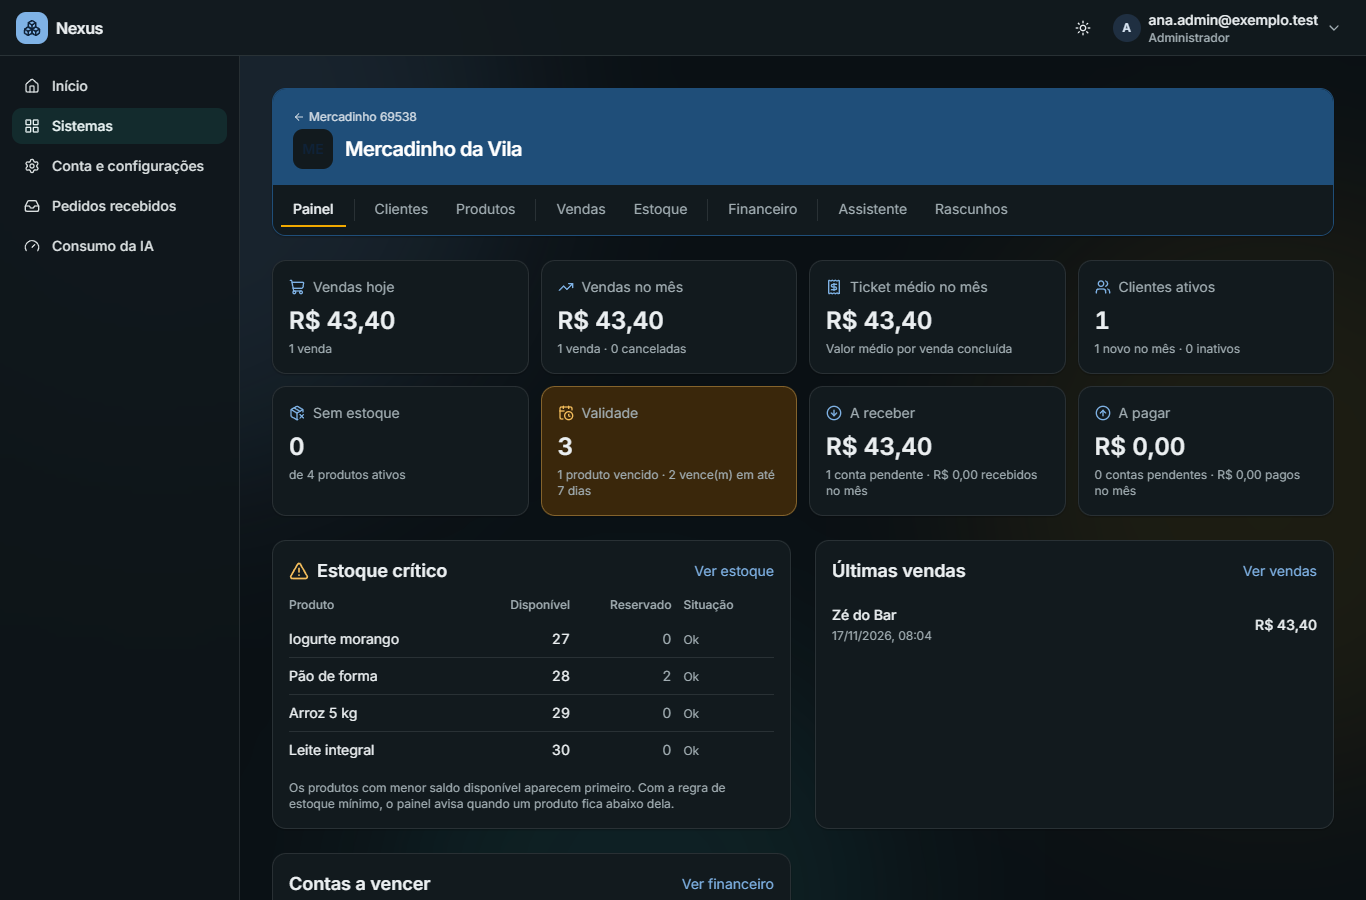 Nexus
ana.admin@exemplo.test
A
Administrador
Início
Sistemas
Conta e configurações
Pedidos recebidos
Consumo da IA
← Mercadinho 69538
ME
Mercadinho da Vila
Painel Clientes Produtos Vendas Estoque Financeiro Assistente Rascunhos
Vendas hoje
R$ 43,40
1 venda
Vendas no mês
R$ 43,40
1 venda · 0 canceladas
Ticket médio no mês
R$ 43,40
Valor médio por venda concluída
Clientes ativos
1
1 novo no mês · 0 inativos
Sem estoque
0
de 4 produtos ativos
Validade
3
1 produto vencido · 2 vence(m) em até
7 dias
A receber
R$ 43,40
1 conta pendente · R$ 0,00 recebidos
no mês
A pagar
R$ 0,00
0 contas pendentes · R$ 0,00 pagos
no mês
Estoque crítico Ver estoque
Produto Disponível Reservado Situação
Iogurte morango 27 0 Ok
Pão de forma 28 2 Ok
Arroz 5 kg 29 0 Ok
Leite integral 30 0 Ok
Os produtos com menor saldo disponível aparecem primeiro. Com a regra de
estoque mínimo, o painel avisa quando um produto fica abaixo dela.
Últimas vendas Ver vendas
Zé do Bar
17/11/2026, 08:04
R$ 43,40
Contas a vencer Ver financeiro